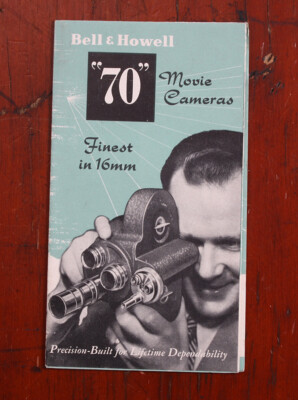 Bell & Howell
"70"
Movie
Cameras
Finest
in 16mm
Precision-Built for Lifetime Dependability